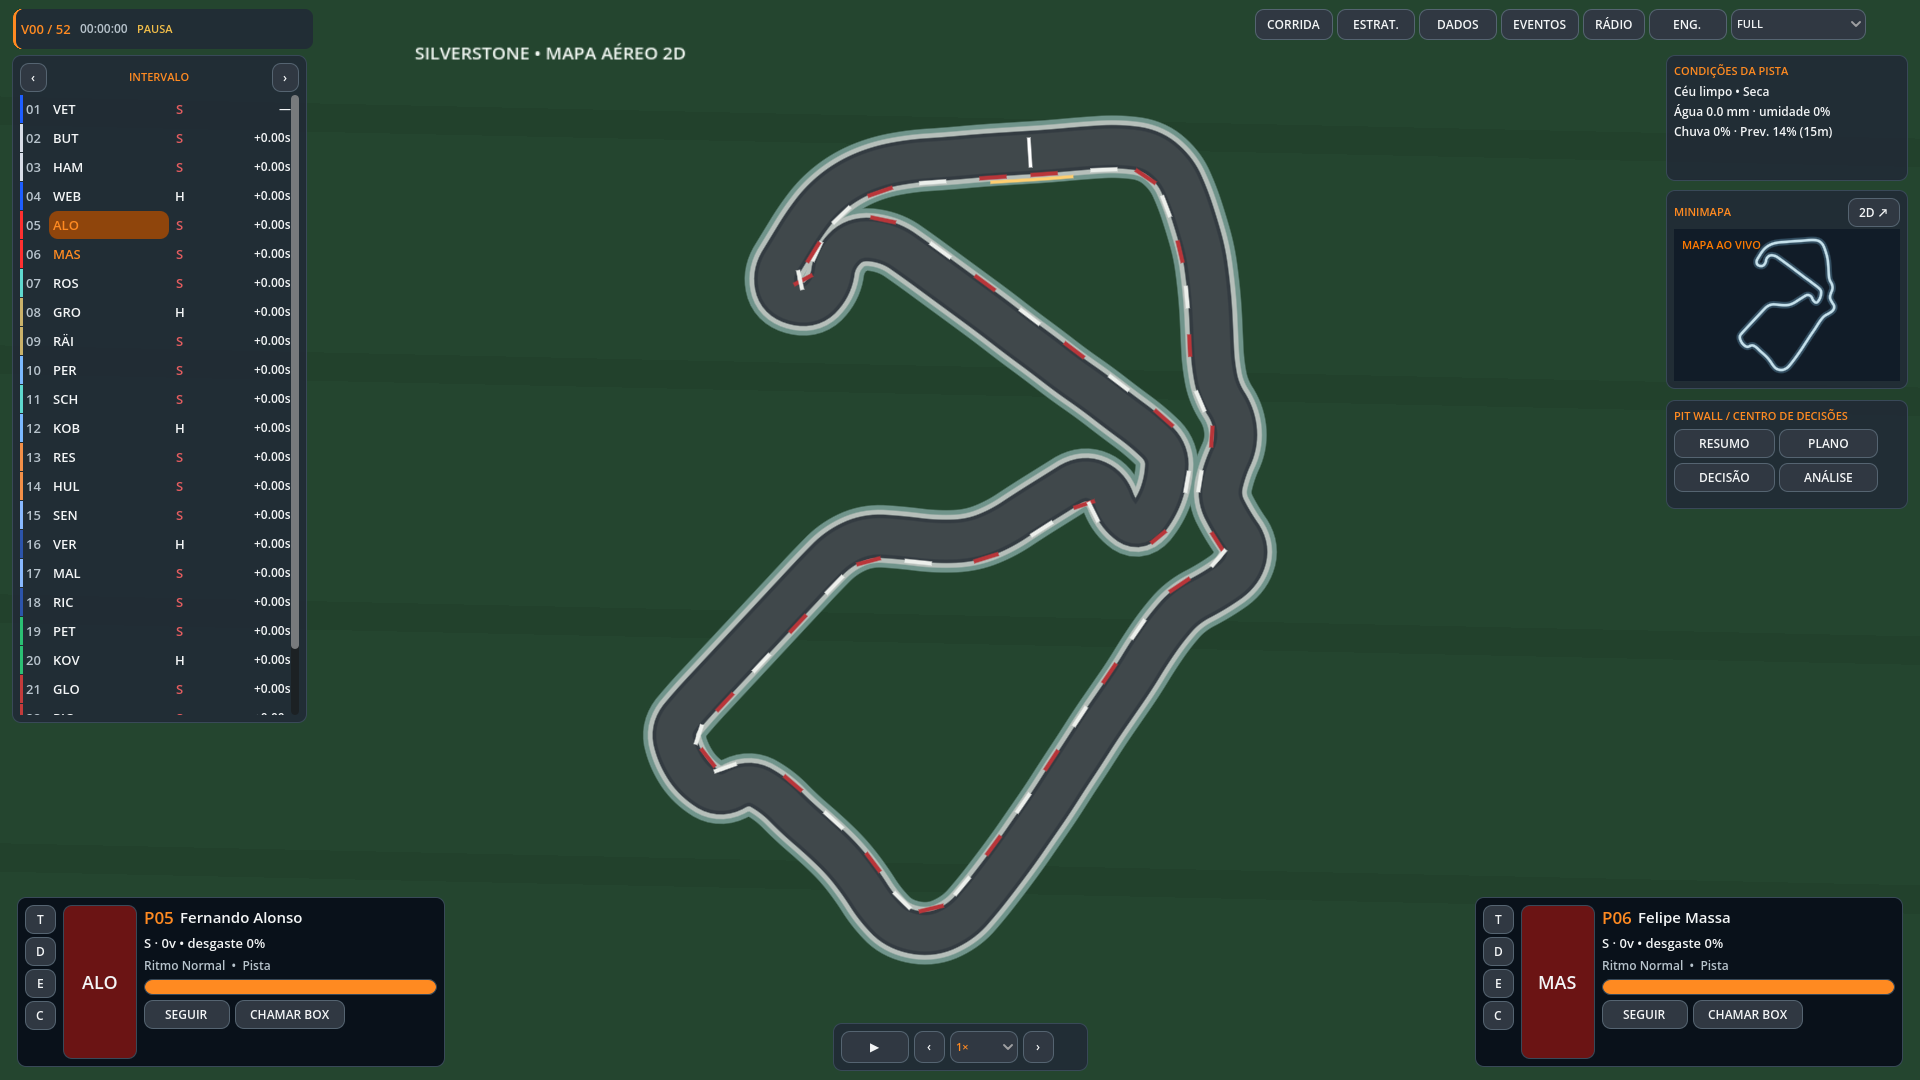 V00 / 52 00:00:00 PAUSA
CORRIDA ESTRAT. DADOS EVENTOS RÁDIO ENG. FULL
SILVERSTONE • MAPA AÉREO 2D
‹ INTERVALO ›
01 VET S —
02 BUT S +0.00s
03 HAM S +0.00s
04 WEB H +0.00s
05 ALO S +0.00s
06 MAS S +0.00s
07 ROS S +0.00s
08 GRO H +0.00s
09 RÄI S +0.00s
10 PER S +0.00s
11 SCH S +0.00s
12 KOB H +0.00s
13 RES S +0.00s
14 HUL S +0.00s
15 SEN S +0.00s
16 VER H +0.00s
17 MAL S +0.00s
18 RIC S +0.00s
19 PET S +0.00s
20 KOV H +0.00s
21 GLO S +0.00s
CONDIÇÕES DA PISTA
Céu limpo • Seca
Água 0.0 mm · umidade 0%
Chuva 0% · Prev. 14% (15m)
MINIMAPA 2D ↗
MAPA AO VIVO
PIT WALL / CENTRO DE DECISÕES
RESUMO PLANO
DECISÃO ANÁLISE
T
D
E
C
ALO
P05 Fernando Alonso
S · 0v • desgaste 0%
Ritmo Normal • Pista
SEGUIR CHAMAR BOX
▶ ‹ 1× ›
T
D
E
C
MAS
P06 Felipe Massa
S · 0v • desgaste 0%
Ritmo Normal • Pista
SEGUIR CHAMAR BOX